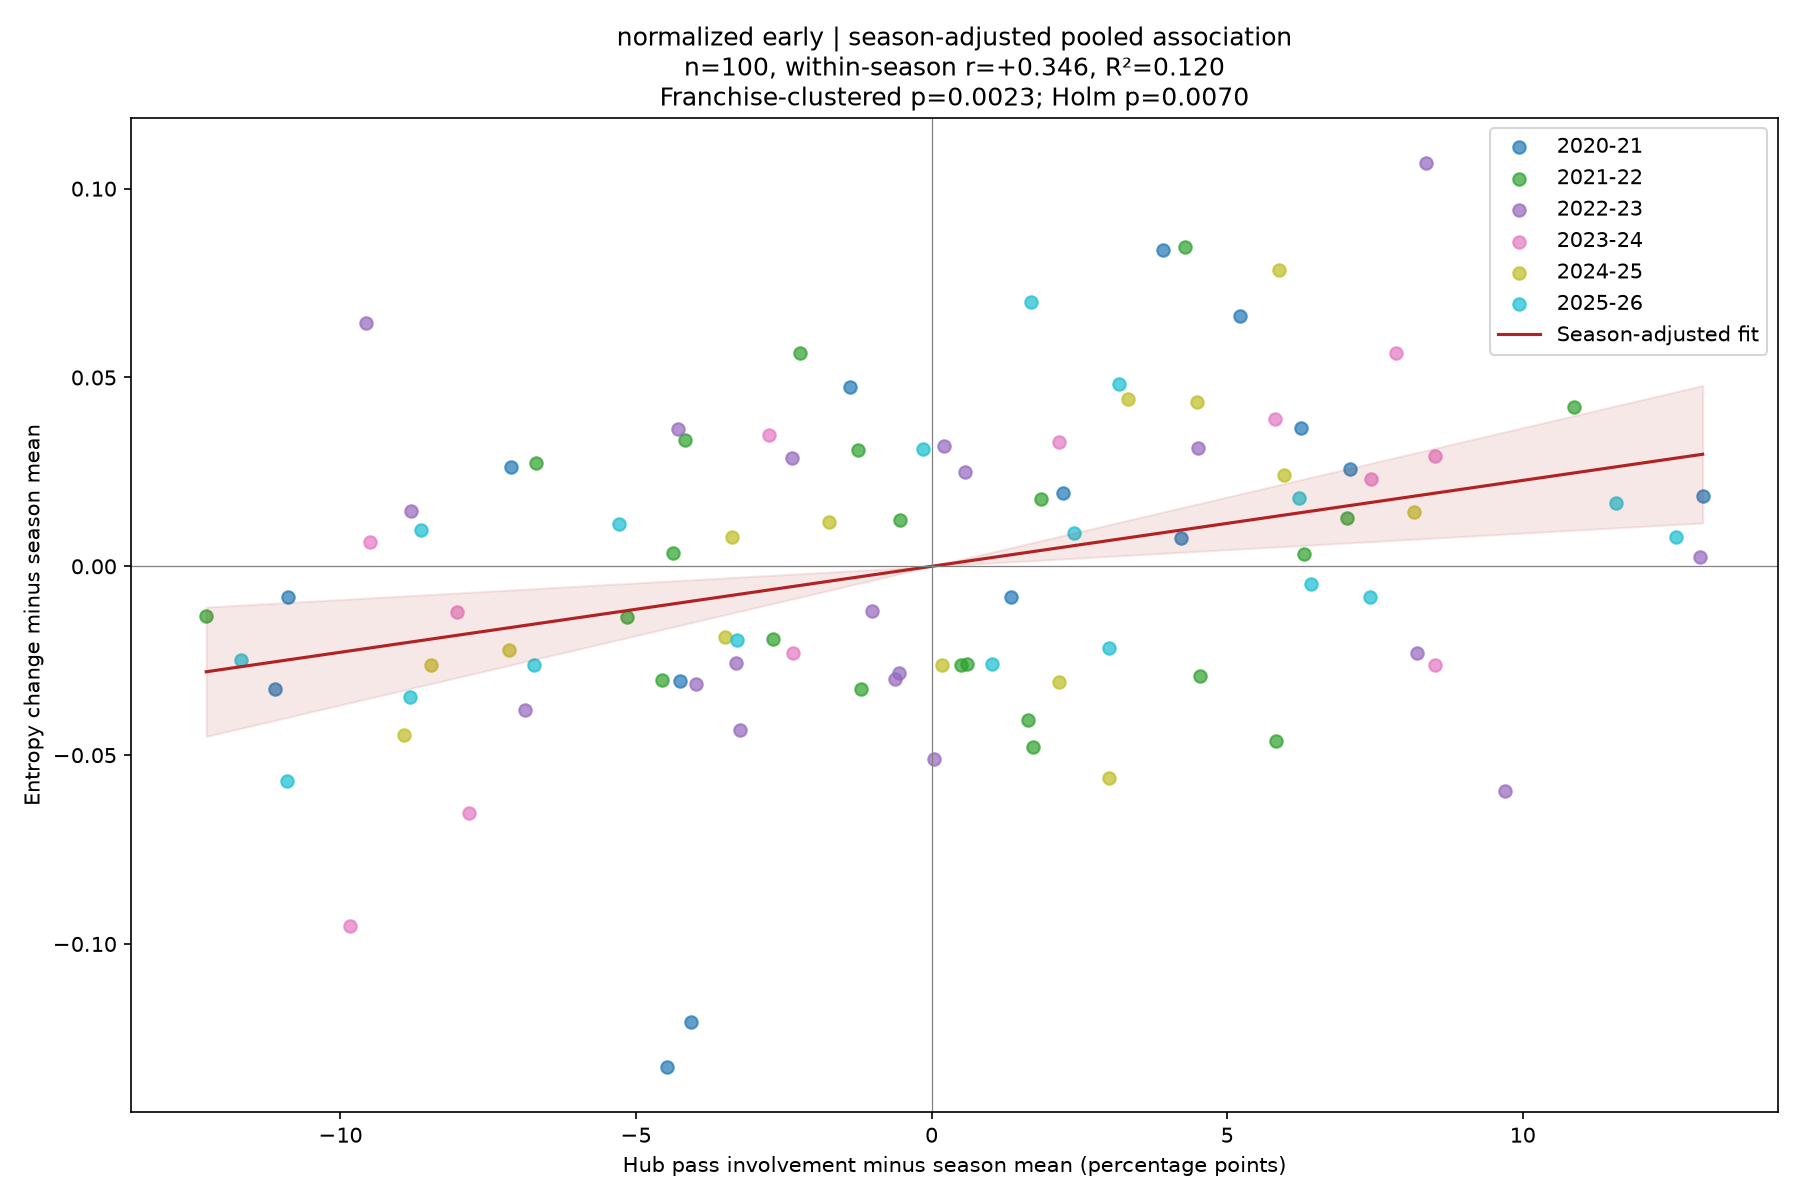 normalized early | season-adjusted pooled association
n=100, within-season r=+0.346, R²=0.120
Franchise-clustered p=0.0023; Holm p=0.0070
2020-21
2021-22
2022-23
2023-24
2024-25
2025-26
Season-adjusted fit
Entropy change minus season mean
0.10
0.05
0.00
−0.05
−0.10
−10
−5
0
5
10
Hub pass involvement minus season mean (percentage points)